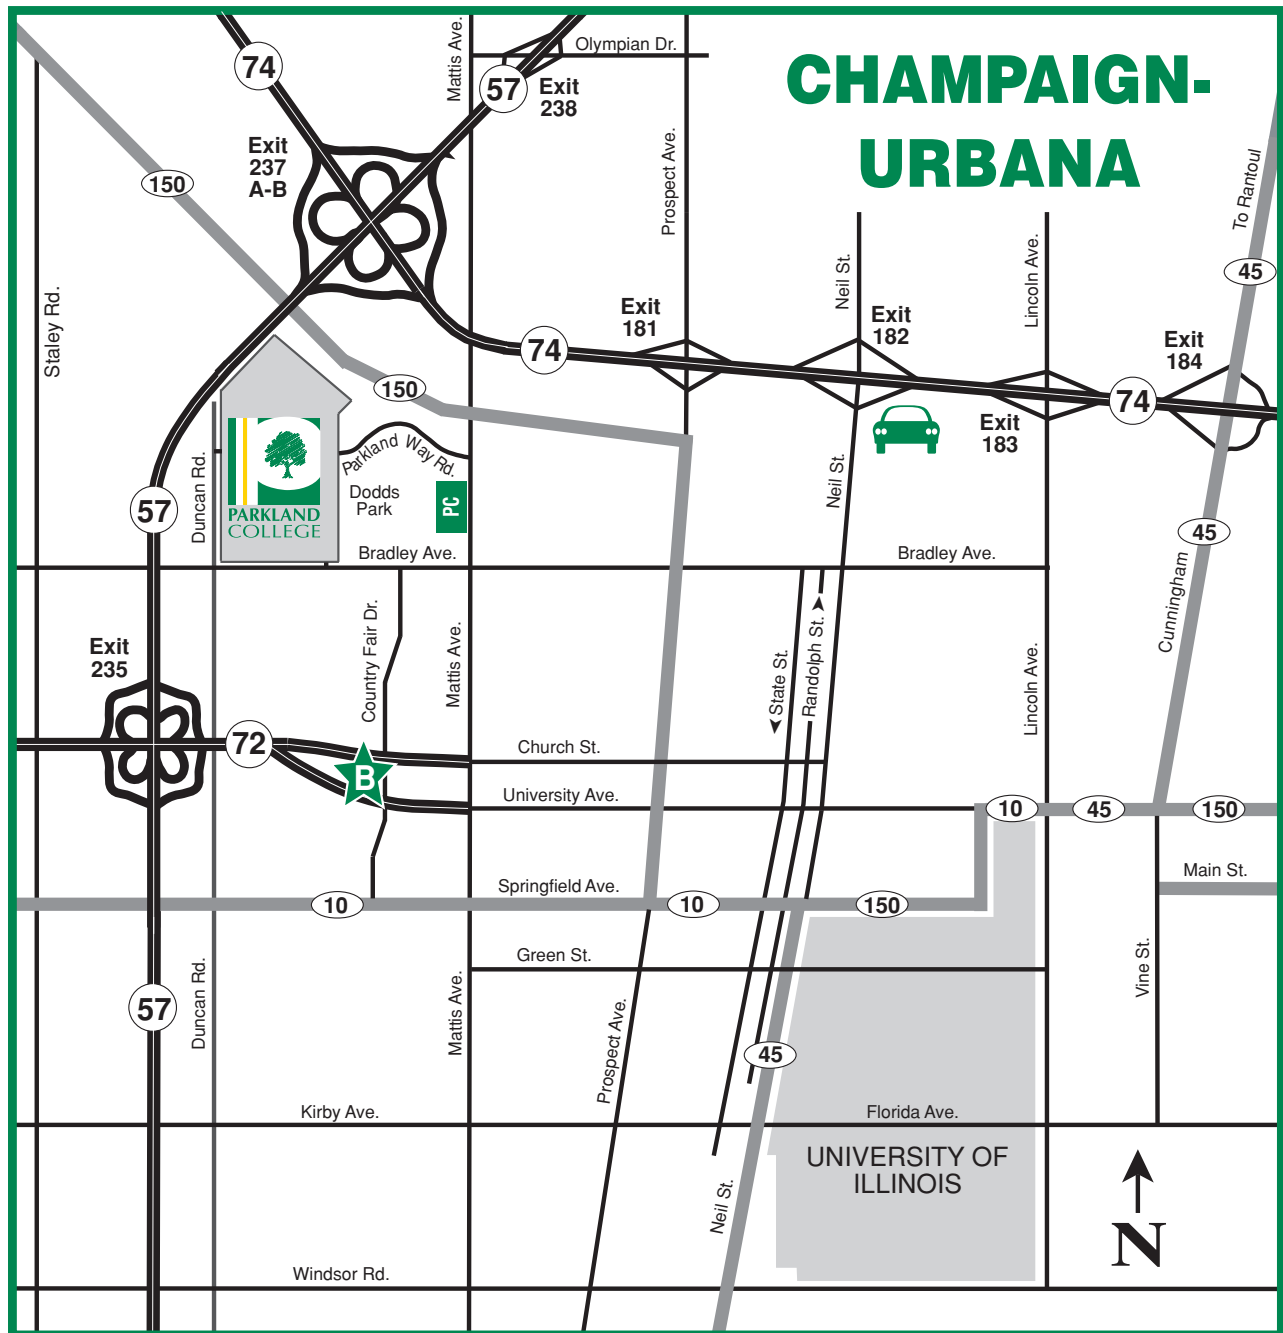 CHAMPAIGN-
URBANA
Mattis Ave.
Olympian Dr.
74
57
Exit
238
Exit
237
A-B
150
Prospect Ave.
To Rantoul
45
Staley Rd.
Neil St.
Lincoln Ave.
Exit
181
Exit
182
Exit
184
74
150
74
Exit
183
Parkland Way Rd.
Duncan Rd.
PARKLAND
COLLEGE
Dodds
Park
PC
Neil St.
57
45
Bradley Ave.
Bradley Ave.
Cunningham
Exit
235
Country Fair Dr.
Mattis Ave.
State St.
Randolph St.
Lincoln Ave.
72
B
Church St.
University Ave.
10
45
150
Springfield Ave.
Main St.
10
10
150
Green St.
57
Duncan Rd.
Mattis Ave.
Prospect Ave.
45
Vine St.
Kirby Ave.
Florida Ave.
UNIVERSITY OF
ILLINOIS
Neil St.
N
Windsor Rd.